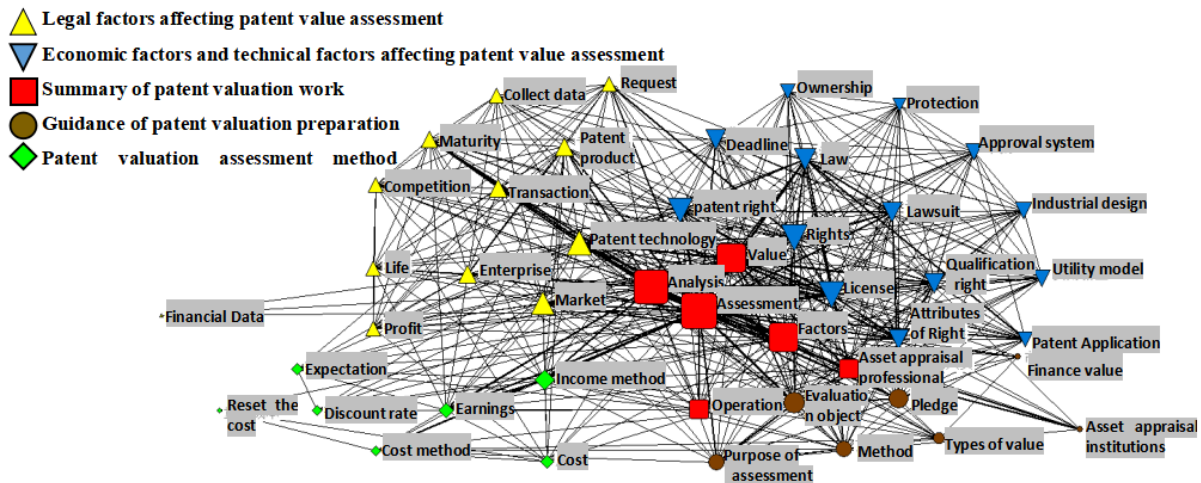 Legal factors affecting patent value assessment
Economic factors and technical factors affecting patent value assessment
Summary of patent valuation work
Guidance of patent valuation preparation
Patent valuation assessment method
Request
Collect data
Ownership
Protection
Maturity
Patent
product
Deadline
Law
Approval system
Competition
Transaction
patent right
Lawsuit
Industrial design
Patent technology
Rights
Value
Life
Enterprise
Analysis
License
Qualification
right
Utility model
Financial Data
Market
Assessment
Profit
Factors
Attributes
of Right
Patent Application
Asset appraisal
professional
Finance value
Expectation
Income method
Reset the
cost
Discount rate
Earnings
Operation
Evaluatio
n object
Pledge
Asset appraisal
institutions
Cost method
Cost
Purpose of
assessment
Method
Types of value